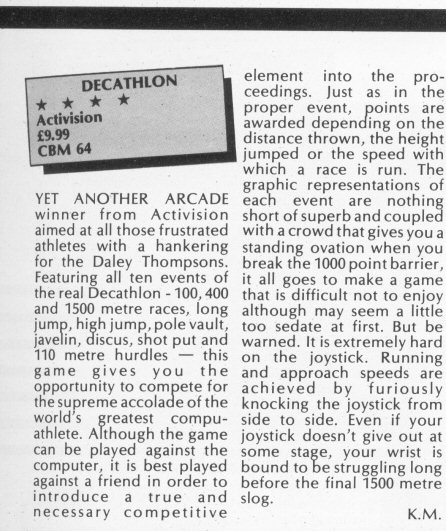 DECATHLON
★ ★ ★ ★
Activision
£9.99
CBM 64
YET ANOTHER ARCADE
winner from Activision
aimed at all those frustrated
athletes with a hankering
for the Daley Thompsons.
Featuring all ten events of
the real Decathlon - 100, 400
and 1500 metre races, long
jump, high jump, pole vault,
javelin, discus, shot put and
110 metre hurdles — this
game gives you the
opportunity to compete for
the supreme accolade of the
world's greatest compu-
athlete. Although the game
can be played against the
computer, it is best played
against a friend in order to
introduce a true and
necessary competitive
element into the pro-
ceedings. Just as in the
proper event, points are
awarded depending on the
distance thrown, the height
jumped or the speed with
which a race is run. The
graphic representations of
each event are nothing
short of superb and coupled
with a crowd that gives you a
standing ovation when you
break the 1000 point barrier,
it all goes to make a game
that is difficult not to enjoy
although may seem a little
too sedate at first. But be
warned. It is extremely hard
on the joystick. Running
and approach speeds are
achieved by furiously
knocking the joystick from
side to side. Even if your
joystick doesn't give out at
some stage, your wrist is
bound to be struggling long
before the final 1500 metre
slog.
K.M.